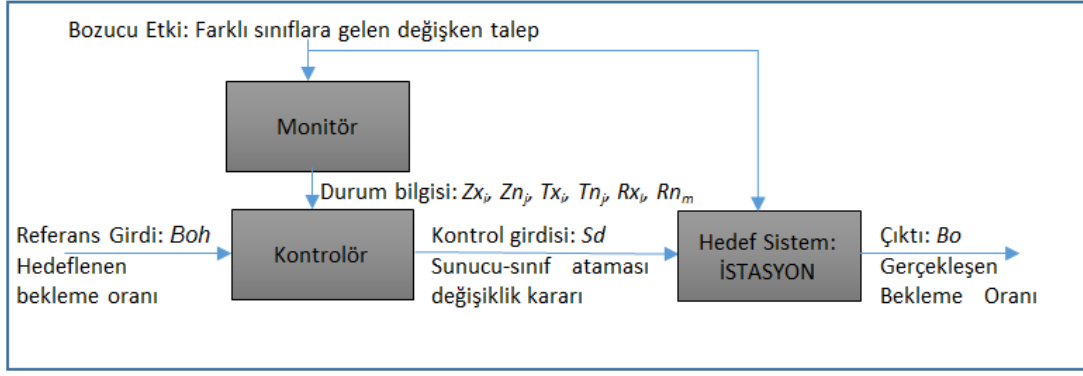 Bozucu Etki: Farklı sınıflara gelen değişken talep
Monitör
Durum bilgisi: Zxᵢ, Znⱼ, Txᵢ, Tnⱼ, Rxᵢ, Rnₘ
Referans Girdi: Boh
Hedeflenen
bekleme oranı
Kontrolör
Kontrol girdisi: Sd
Sunucu-sınıf ataması
değişiklik kararı
Hedef Sistem:
İSTASYON
Çıktı: Bo
Gerçekleşen
Bekleme Oranı